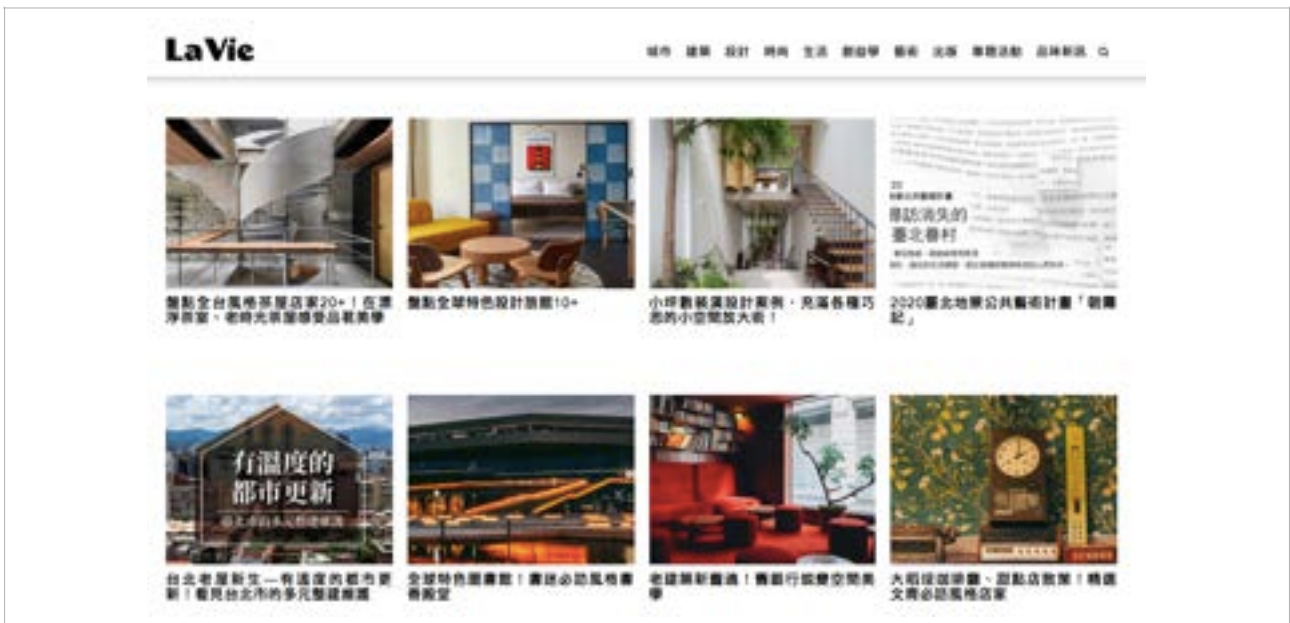 LaVie
城市 建築 設計 時尚 生活 創益學 藝術 出版 專題活動 品味新訊
盤點全台風格茶屋店家20+！在漂
浮茶室、老時光茶屋感受品茗美學
盤點全球特色設計旅館10+
小坪數裝潢設計案例，充滿各種巧
思的小空間放大術！
尋訪消失的
臺北眷村
2020臺北地景公共藝術計畫「朝霧
記」
有溫度的
都市更新
台北老屋新生—有溫度的都市更
新！看見台北市的多元整建維護
全球特色圖書館！書迷必訪風格書
香殿堂
老建築新靈魂！舊銀行蛻變空間美
學
大稻埕咖啡廳、甜點店散策！精選
文青必訪風格店家